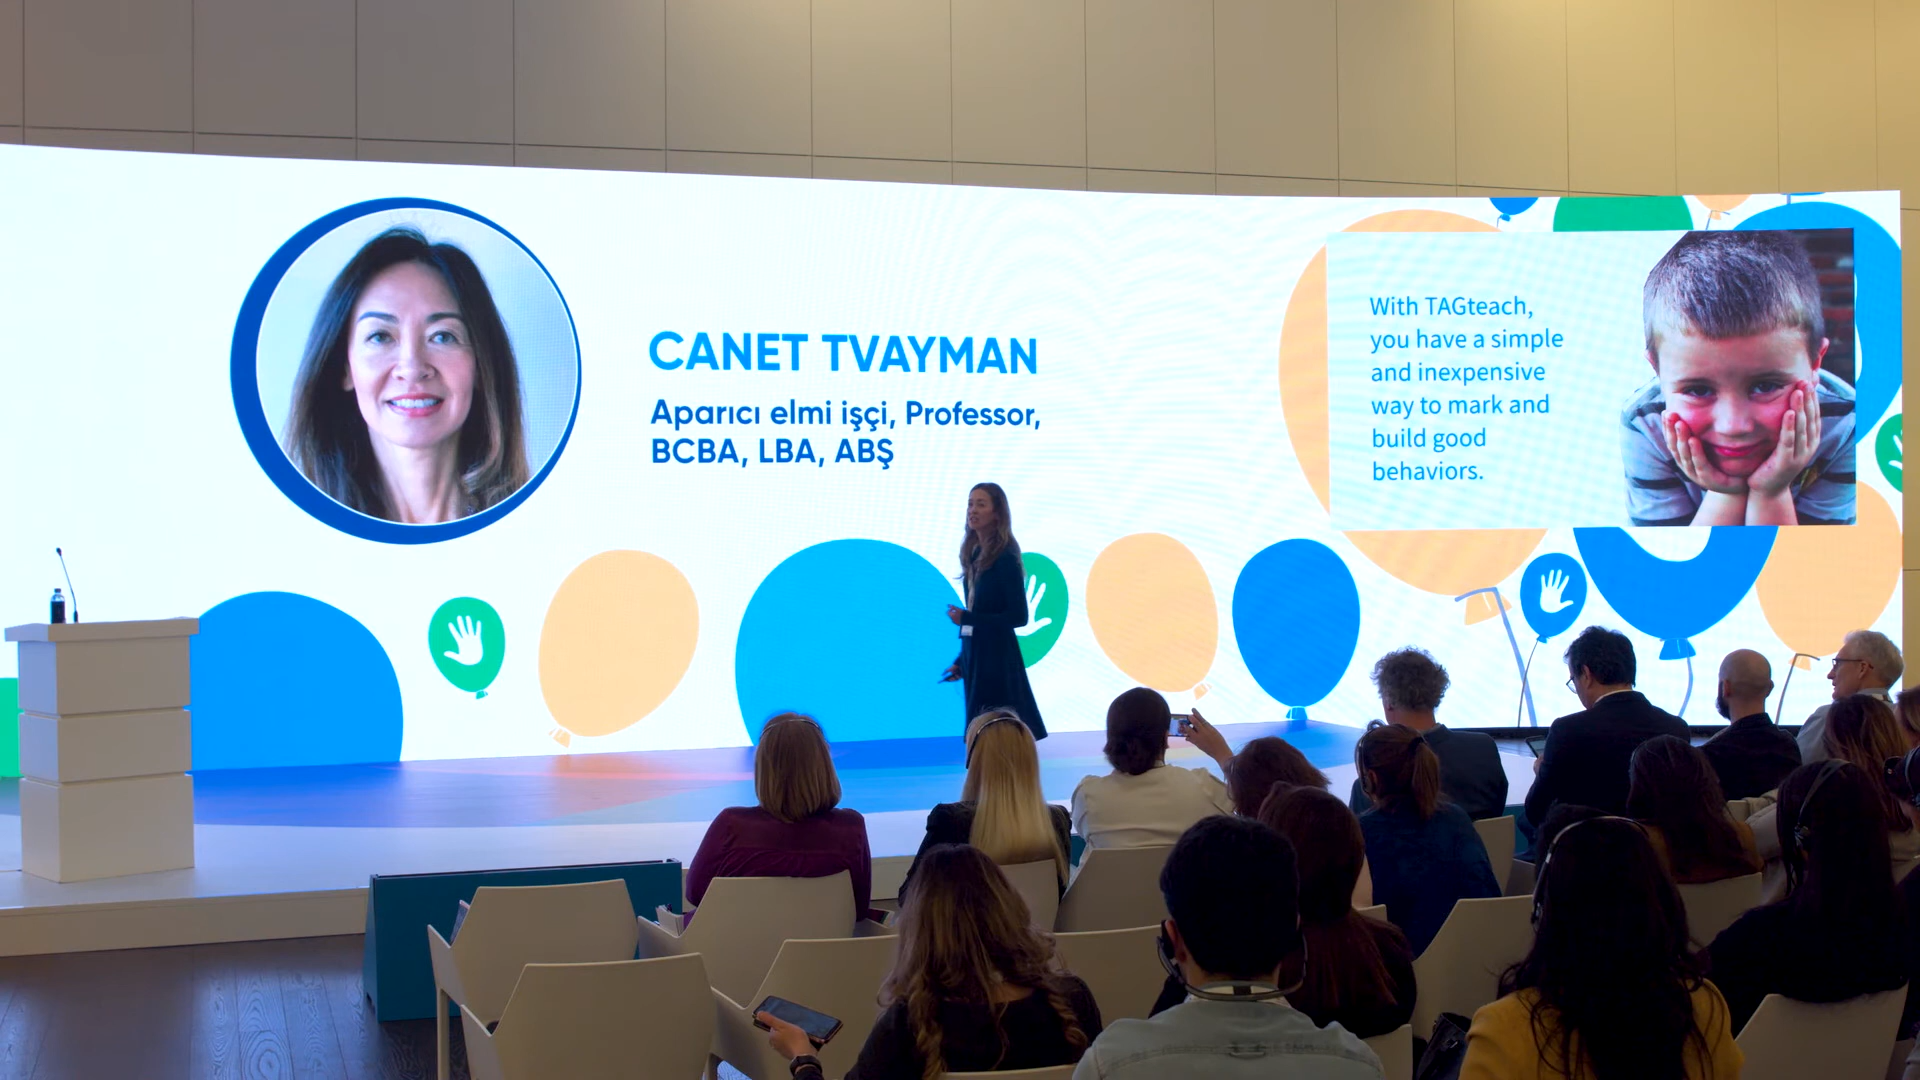 CANET TVAYMAN
Aparıcı elmi işçi, Professor,
BCBA, LBA, ABŞ
With TAGteach,
you have a simple
and inexpensive
way to mark and
build good
behaviors.